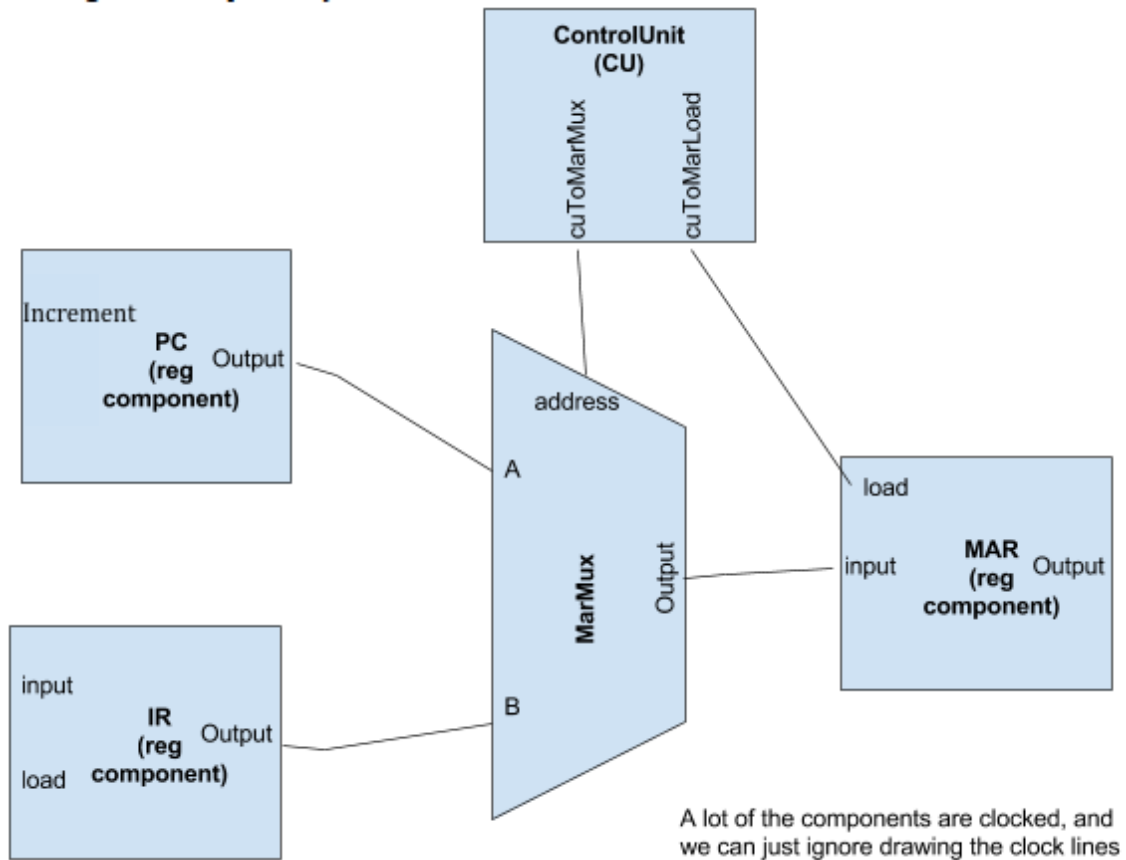 ControlUnit
(CU)
cuToMarMux
cuToMarLoad
Increment
PC
(reg
component)
Output
address
A
B
MarMux
Output
load
input
MAR
(reg
component)
Output
input
load
IR
(reg
component)
Output
A lot of the components are clocked, and
we can just ignore drawing the clock lines